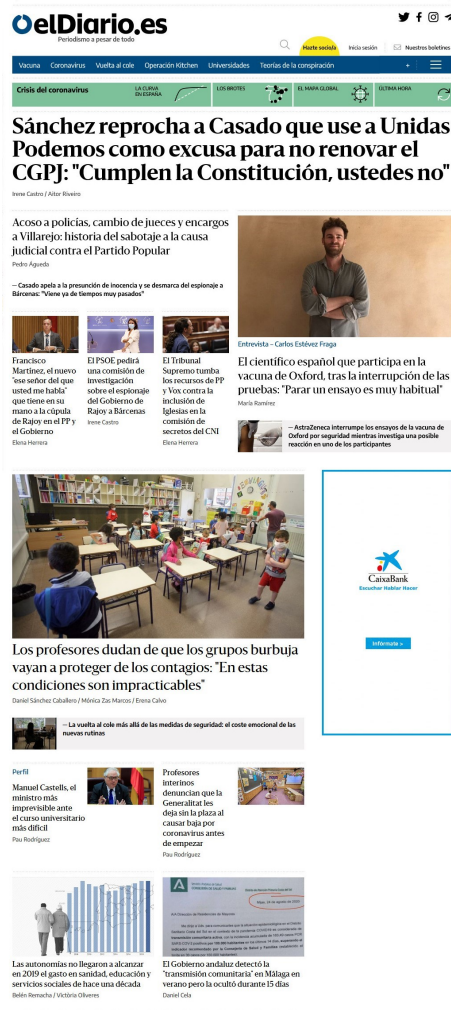 elDiario.es
Periodismo a pesar de todo
Hazte socio/a
Inicia sesión
Nuestros boletines
Vacuna
Coronavirus
Vuelta al cole
Operación Kitchen
Universidades
Teorías de la conspiración
+
Crisis del coronavirus
LA CURVA
EN ESPAÑA
LOS BROTES
EL MAPA GLOBAL
ÚLTIMA HORA
Sánchez reprocha a Casado que use a Unidas
Podemos como excusa para no renovar el
CGPJ: "Cumplen la Constitución, ustedes no"
Irene Castro / Aitor Riveiro
Acoso a policías, cambio de jueces y encargos
a Villarejo: historia del sabotaje a la causa
judicial contra el Partido Popular
Pedro Águeda
— Casado apela a la presunción de inocencia y se desmarca del espionaje a
Bárcenas: "Viene ya de tiempos muy pasados"
Francisco
Martínez, el nuevo
"ese señor del que
usted me habla"
que tiene en su
mano a la cúpula
de Rajoy en el PP y
el Gobierno
Elena Herrera
El PSOE pedirá
una comisión de
investigación
sobre el espionaje
del Gobierno de
Rajoy a Bárcenas
Irene Castro
El Tribunal
Supremo tumba
los recursos de PP
y Vox contra la
inclusión de
Iglesias en la
comisión de
secretos del CNI
Elena Herrera
Entrevista – Carlos Estévez Fraga
El científico español que participa en la
vacuna de Oxford, tras la interrupción de las
pruebas: "Parar un ensayo es muy habitual"
María Ramírez
— AstraZeneca interrumpe los ensayos de la vacuna de
Oxford por seguridad mientras investiga una posible
reacción en uno de los participantes
CaixaBank
Escuchar Hablar Hacer
Infórmate >
Los profesores dudan de que los grupos burbuja
vayan a proteger de los contagios: "En estas
condiciones son impracticables"
Daniel Sánchez Caballero / Mónica Zas Marcos / Erena Calvo
— La vuelta al cole más allá de las medidas de seguridad: el coste emocional de las
nuevas rutinas
Perfil
Manuel Castells, el
ministro más
imprevisible ante
el curso universitario
más difícil
Pau Rodríguez
Profesores
interinos
denuncian que la
Generalitat les
deja sin la plaza al
causar baja por
coronavirus antes
de empezar
Pau Rodríguez
Las autonomías no llegaron a alcanzar
en 2019 el gasto en sanidad, educación y
servicios sociales de hace una década
Belén Remacha / Victòria Oliveres
El Gobierno andaluz detectó la
"transmisión comunitaria" en Málaga en
verano pero la ocultó durante 15 días
Daniel Cela